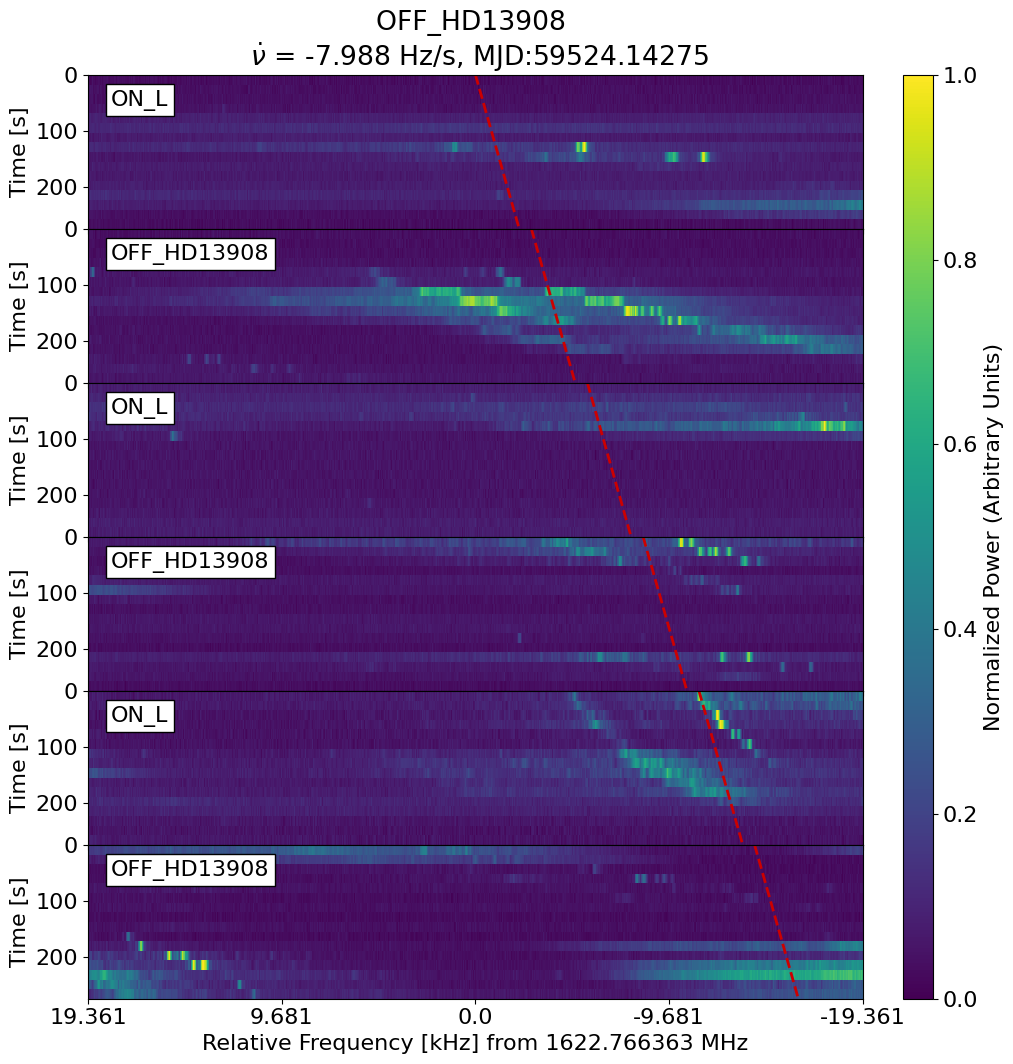 OFF_HD13908
ν̇ = -7.988 Hz/s, MJD:59524.14275
0
ON_L
100
200
Time [s]
0
OFF_HD13908
100
200
Time [s]
0
ON_L
100
200
Time [s]
0
OFF_HD13908
100
200
Time [s]
0
ON_L
100
200
Time [s]
0
OFF_HD13908
100
200
Time [s]
19.361 9.681 0.0 -9.681 -19.361
Relative Frequency [kHz] from 1622.766363 MHz
1.0
0.8
0.6
0.4
0.2
0.0
Normalized Power (Arbitrary Units)